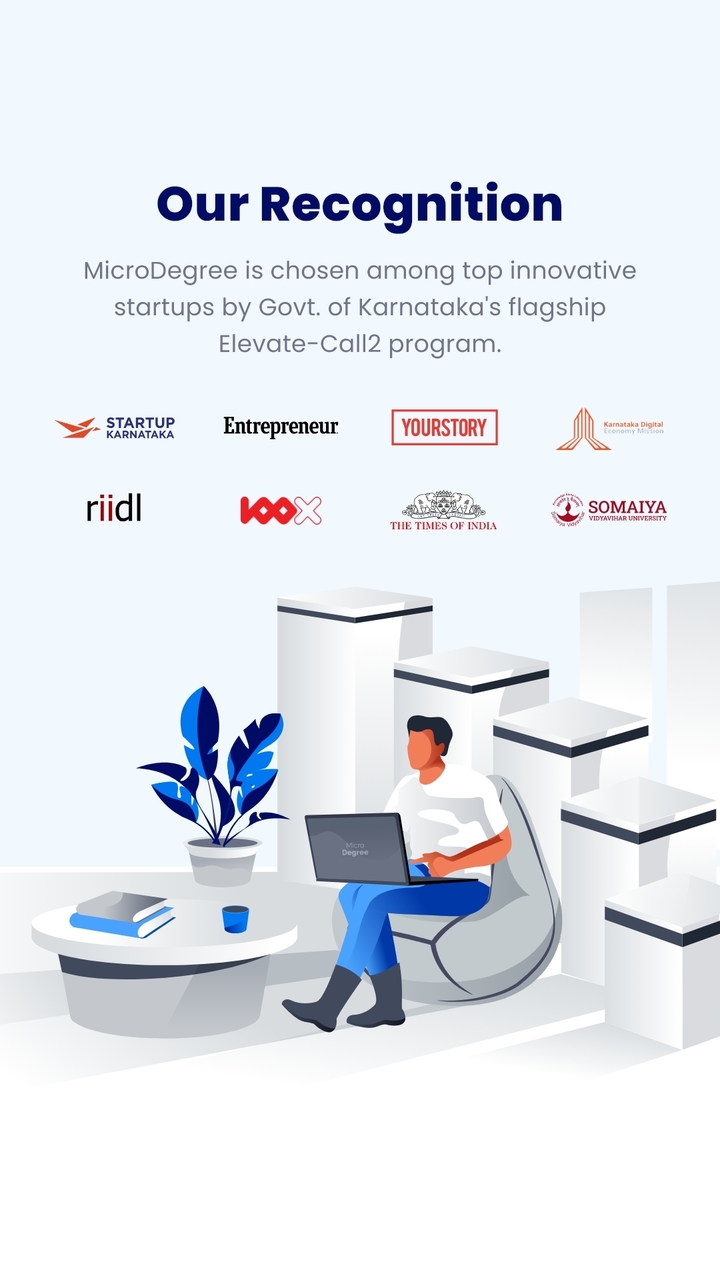 Our Recognition
MicroDegree is chosen among top innovative
startups by Govt. of Karnataka's flagship
Elevate-Call2 program.
STARTUP
KARNATAKA
Entrepreneur
YOURSTORY
Karnataka Digital
Economy Mission
riidl
100X
THE TIMES OF INDIA
SOMAIYA
VIDYAVIHAR UNIVERSITY
Micro
Degree